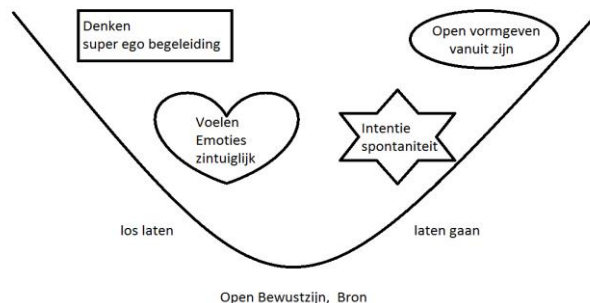 Denken
super ego begeleiding
Open vormgeven
vanuit zijn
Voelen
Emoties
zintuiglijk
Intentie
spontaniteit
los laten
laten gaan
Open Bewustzijn, Bron